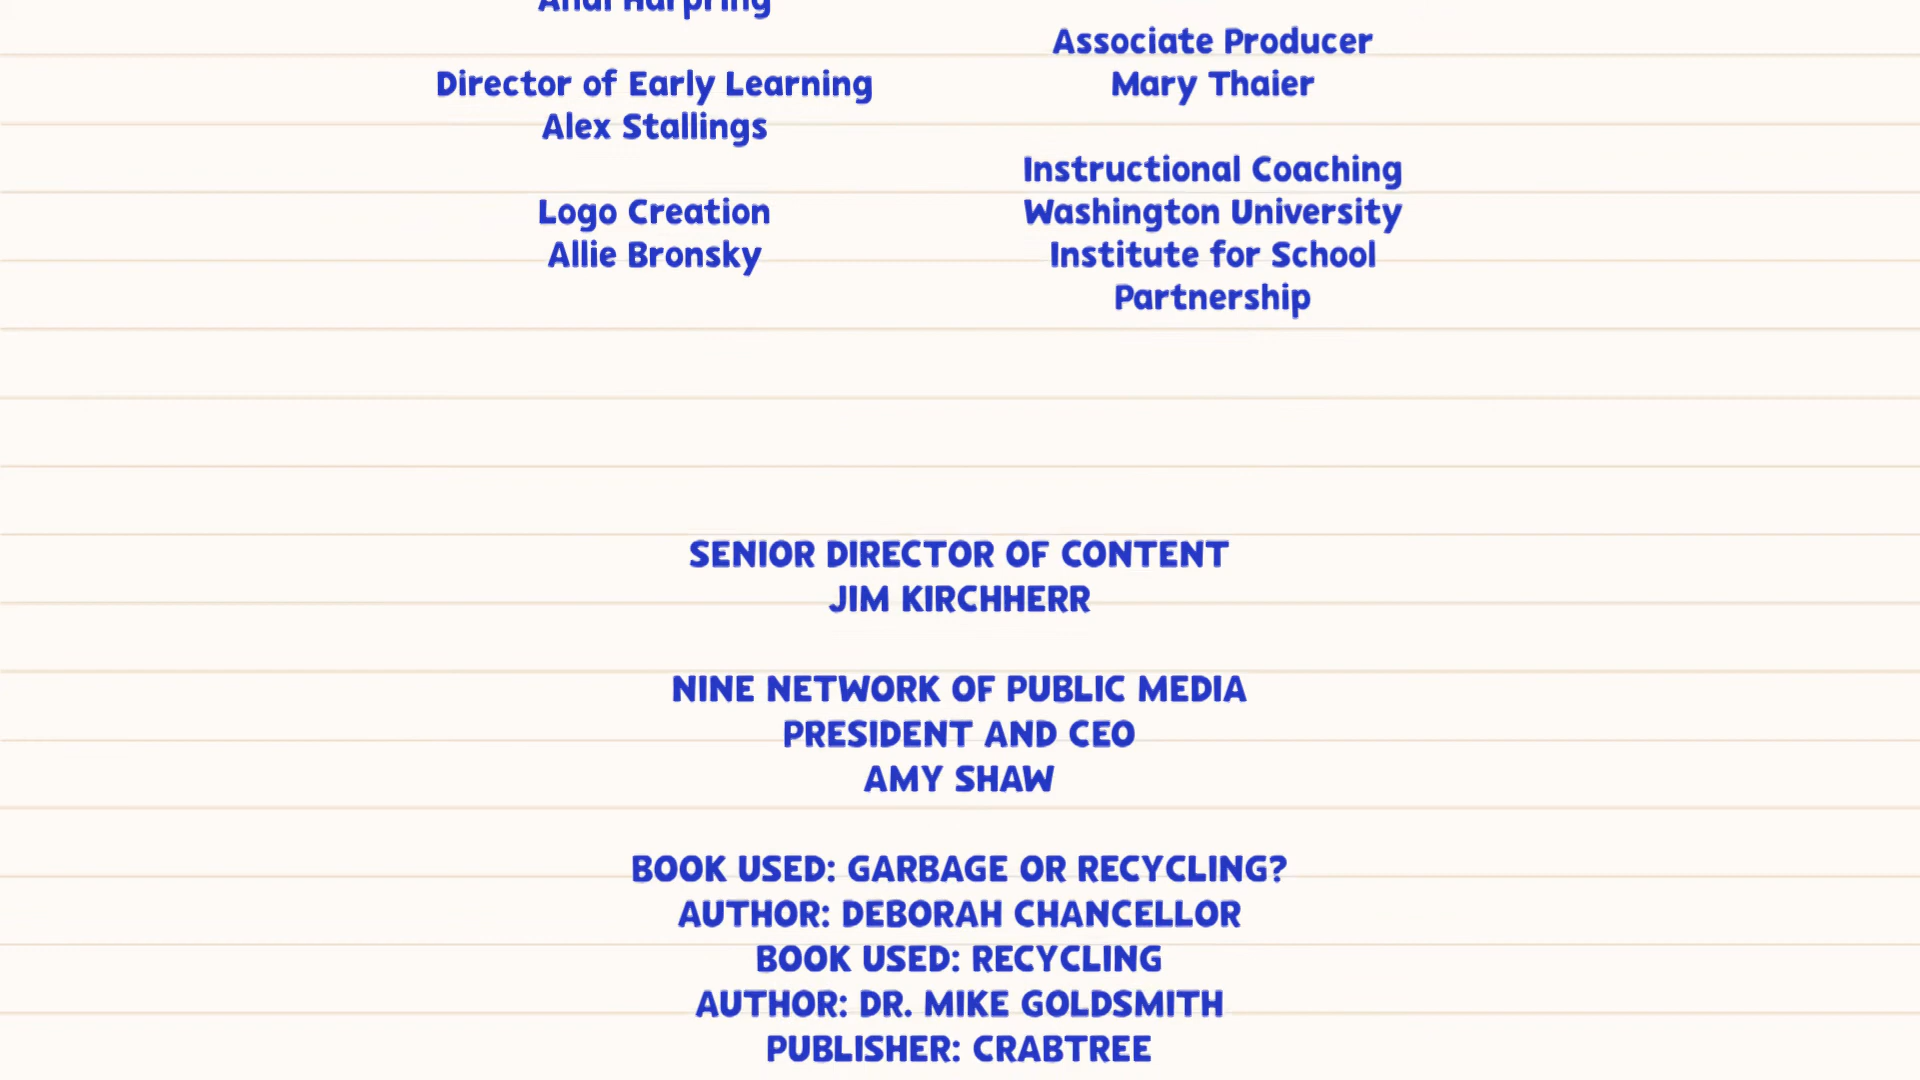 Andi Harpring
Director of Early Learning
Alex Stallings
Logo Creation
Allie Bronsky
Associate Producer
Mary Thaier
Instructional Coaching
Washington University
Institute for School
Partnership
SENIOR DIRECTOR OF CONTENT
JIM KIRCHHERR
NINE NETWORK OF PUBLIC MEDIA
PRESIDENT AND CEO
AMY SHAW
BOOK USED: GARBAGE OR RECYCLING?
AUTHOR: DEBORAH CHANCELLOR
BOOK USED: RECYCLING
AUTHOR: DR. MIKE GOLDSMITH
PUBLISHER: CRABTREE